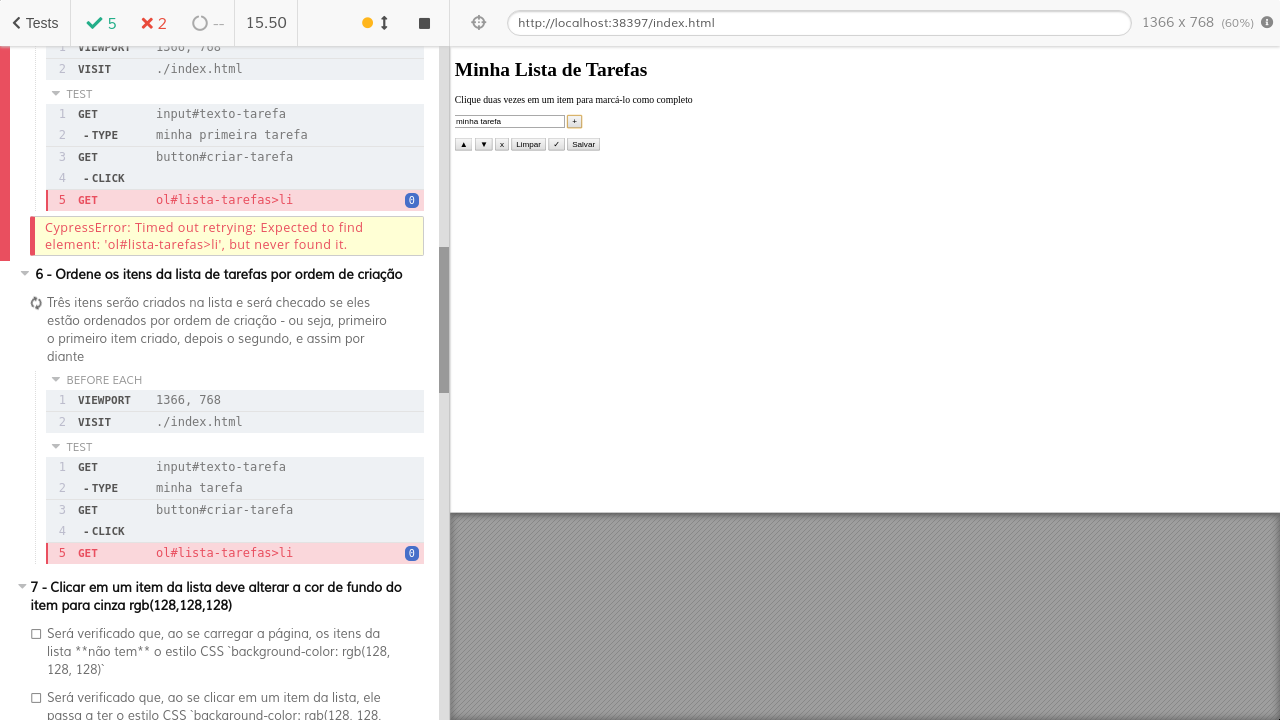 Tests
5
2
--
15.50
http://localhost:38397/index.html
1366 x 768 (60%)
1 VIEWPORT 1366, 768
2 VISIT ./index.html
TEST
1 GET input#texto-tarefa
2 -TYPE minha primeira tarefa
3 GET button#criar-tarefa
4 -CLICK
5 GET ol#lista-tarefas>li 0
CypressError: Timed out retrying: Expected to find
element: 'ol#lista-tarefas>li', but never found it.
6 - Ordene os itens da lista de tarefas por ordem de criação
Três itens serão criados na lista e será checado se eles
estão ordenados por ordem de criação - ou seja, primeiro
o primeiro item criado, depois o segundo, e assim por
diante
BEFORE EACH
1 VIEWPORT 1366, 768
2 VISIT ./index.html
TEST
1 GET input#texto-tarefa
2 -TYPE minha tarefa
3 GET button#criar-tarefa
4 -CLICK
5 GET ol#lista-tarefas>li 0
7 - Clicar em um item da lista deve alterar a cor de fundo do
item para cinza rgb(128,128,128)
Será verificado que, ao se carregar a página, os itens da
lista **não tem** o estilo CSS `background-color: rgb(128,
128, 128)`
Será verificado que, ao se clicar em um item da lista, ele
passa a ter o estilo CSS `background-color: rgb(128, 128,
Minha Lista de Tarefas
Clique duas vezes em um item para marcá-lo como completo
minha tarefa +
▲ ▼ x Limpar ✓ Salvar